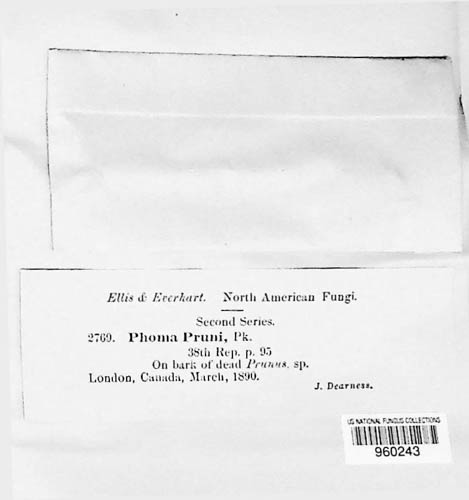 Ellis & Everhart. North American Fungi.
Second Series.
2769. Phoma Pruni, Pk.
38th Rep. p. 95
On bark of dead Prunus, sp.
London, Canada, March, 1890.
J. Dearness.
US NATIONAL FUNGUS COLLECTIONS
960243